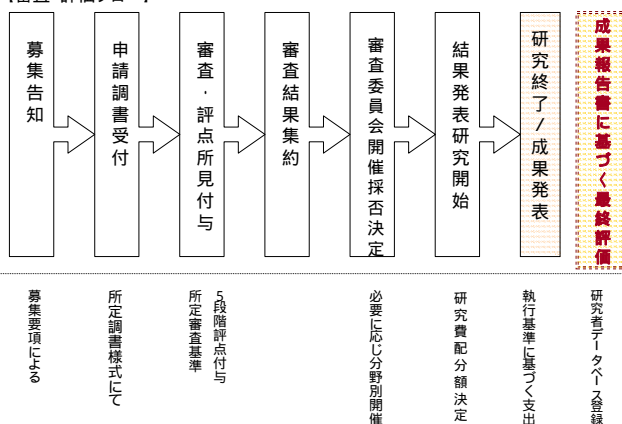 募集告知
申請調書受付
審査・評点所見付与
審査結果集約
審査委員会開催採否決定
結果発表研究開始
研究終了/成果発表
成果報告書に基づく最終評価
募集要項による
所定調書様式にて
5段階評点付与
所定審査基準
必要に応じ分野別開催
研究費配分額決定
執行基準に基づく支出
研究者データベース登録